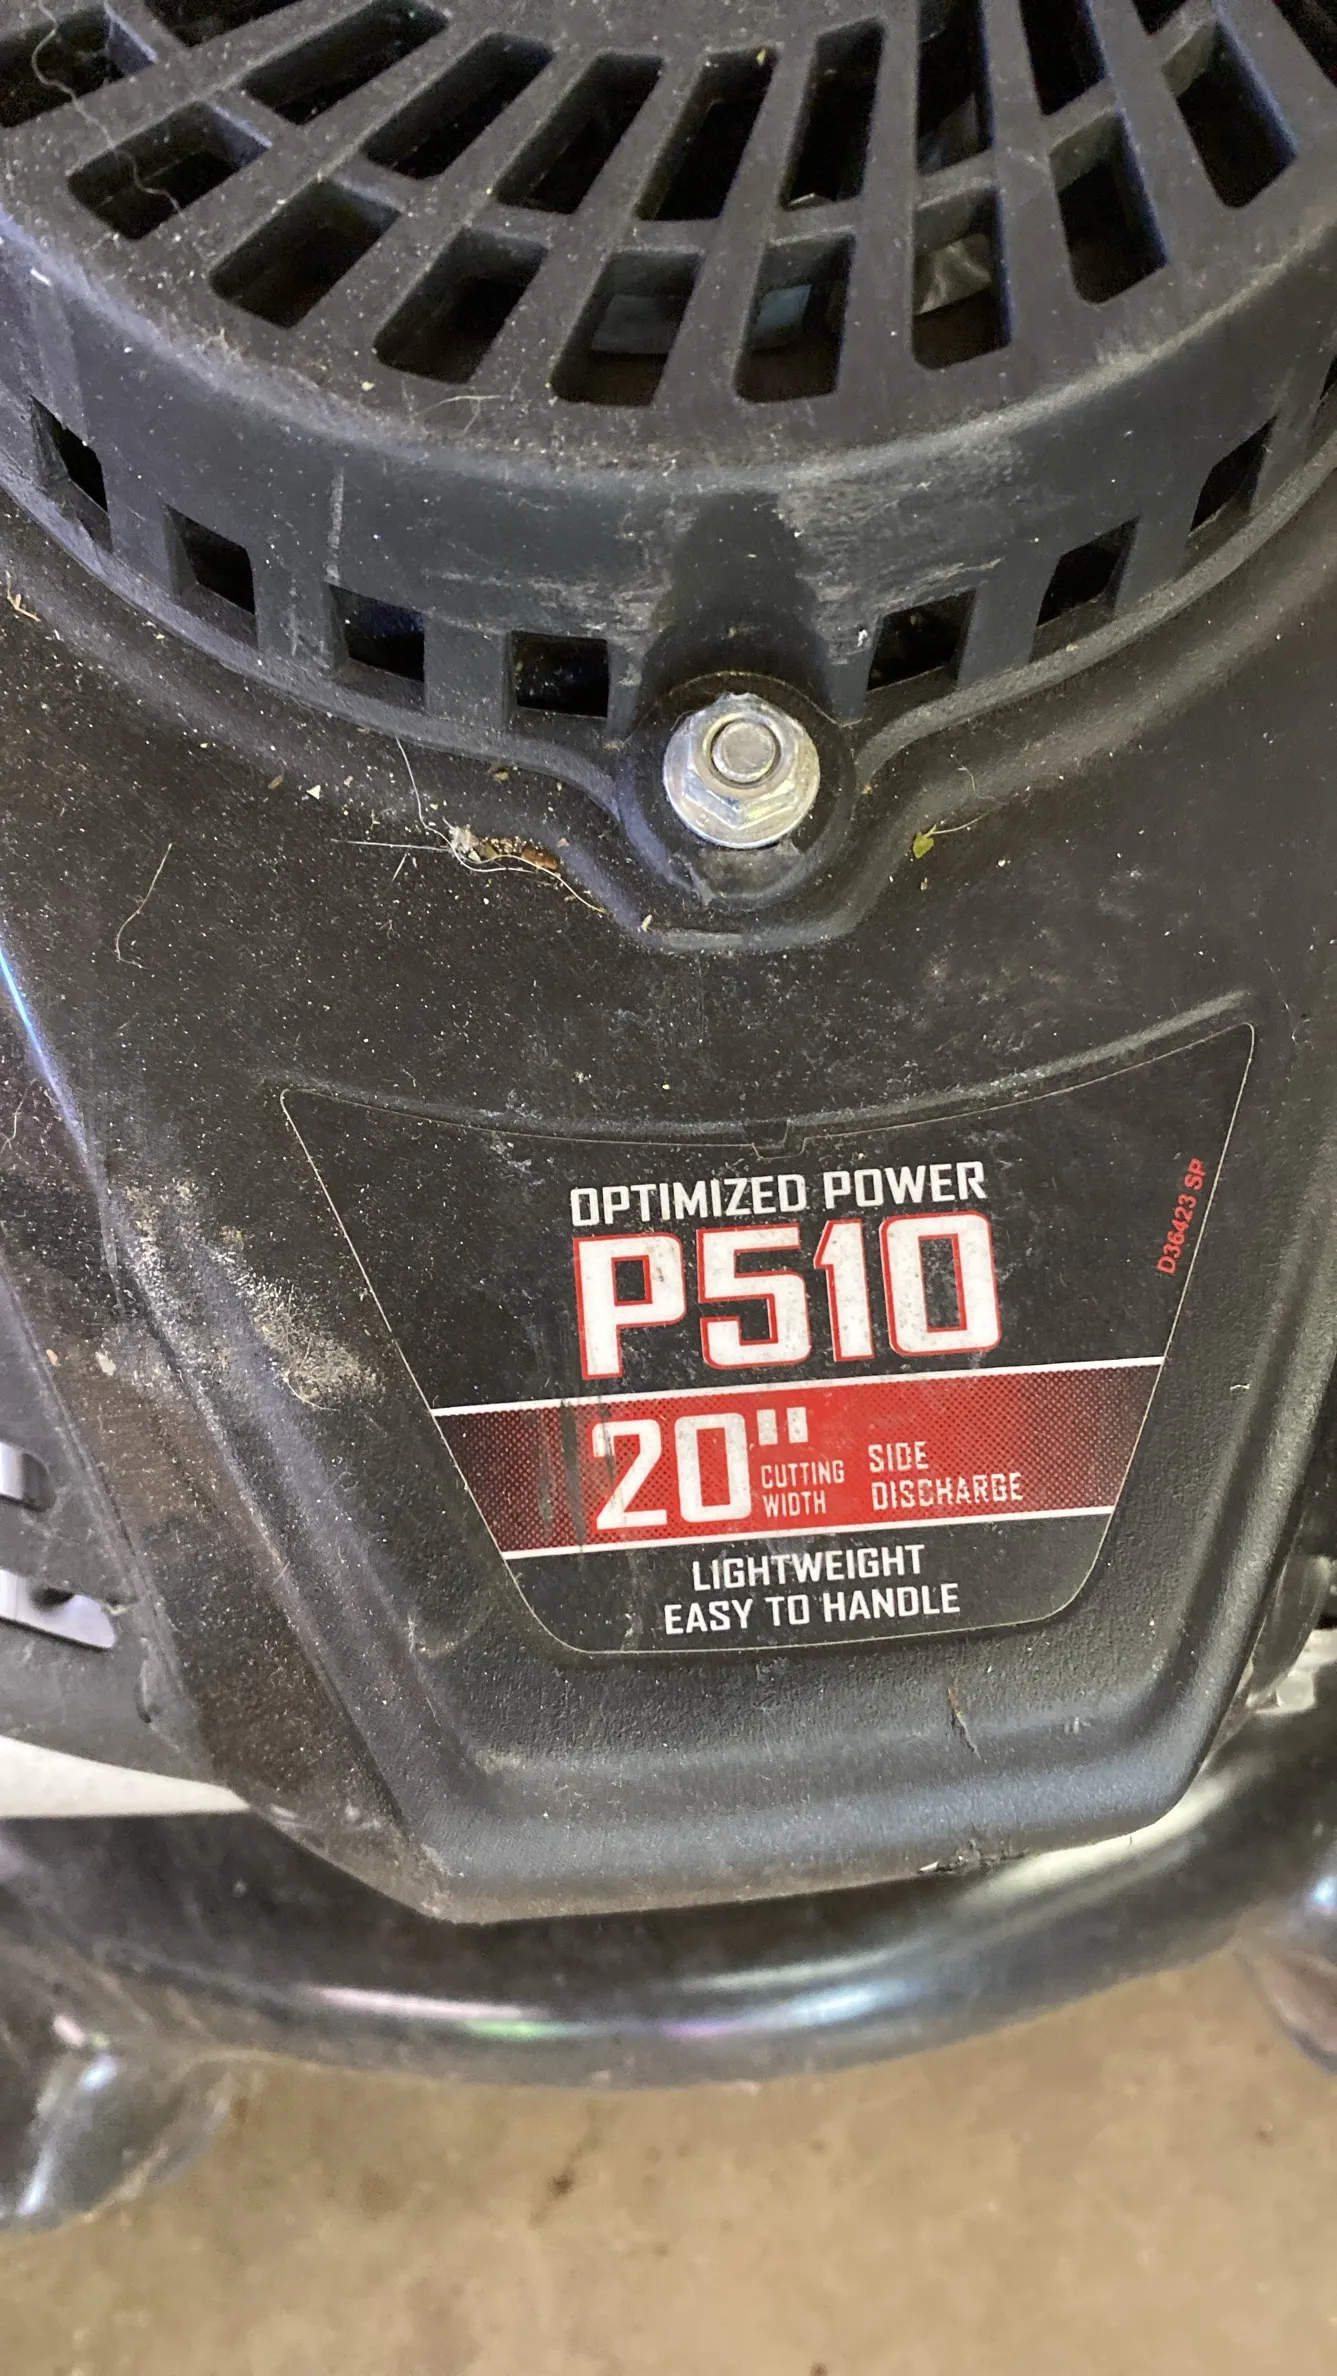 OPTIMIZED POWER
P510
D36423 SP
20" CUTTING WIDTH
SIDE DISCHARGE
LIGHTWEIGHT
EASY TO HANDLE